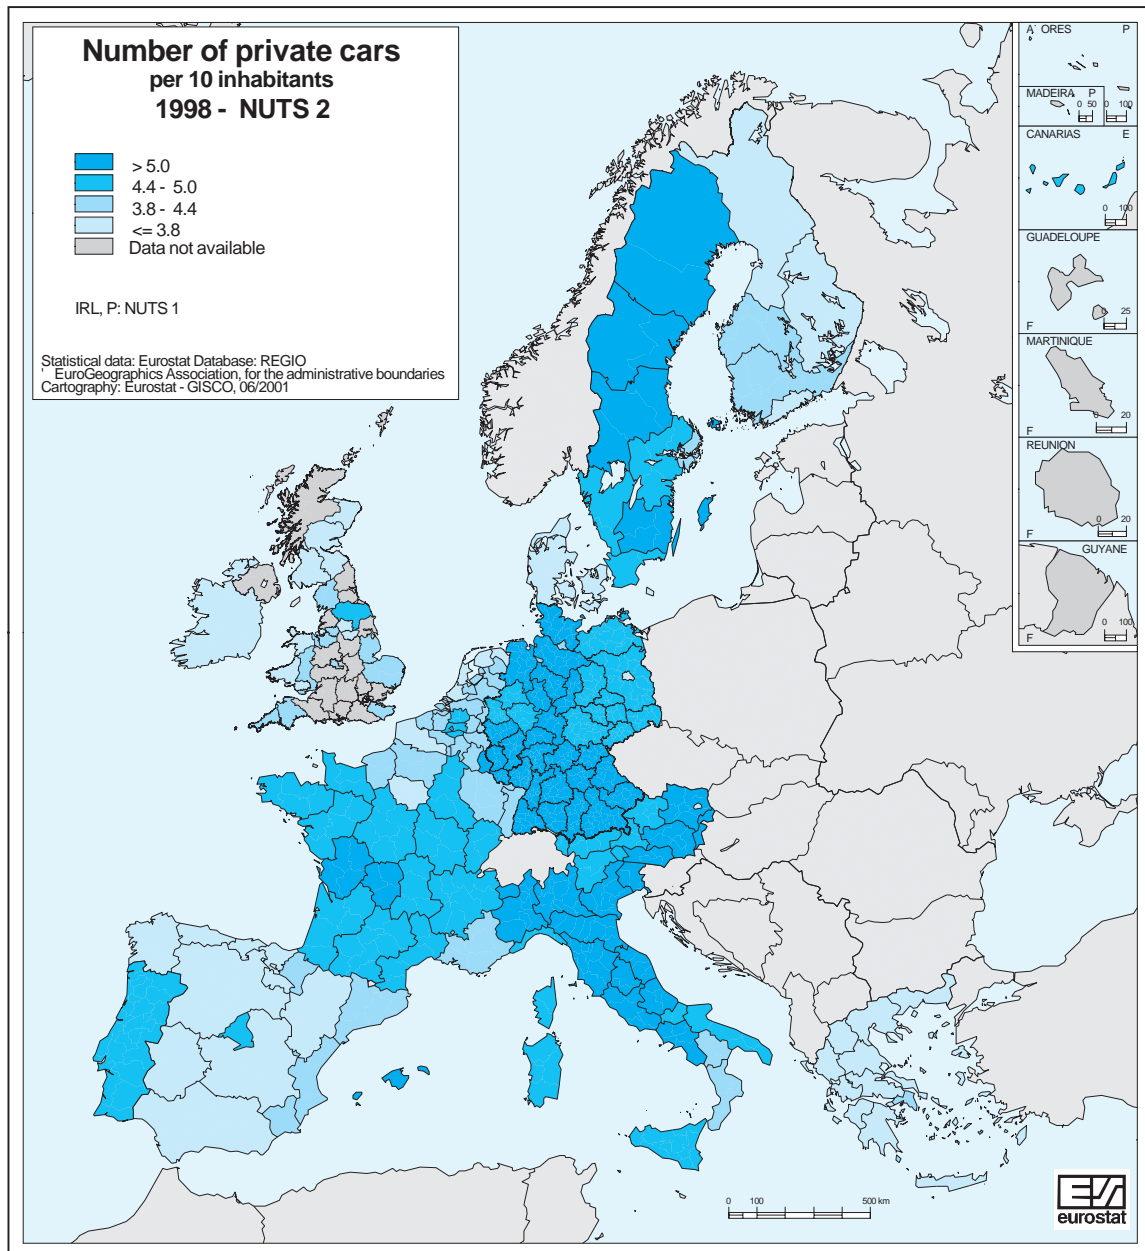 Number of private cars
per 10 inhabitants
1998 - NUTS 2
> 5.0
4.4 - 5.0
3.8 - 4.4
<= 3.8
Data not available
IRL, P: NUTS 1
Statistical data: Eurostat Database: REGIO
' EuroGeographics Association, for the administrative boundaries
Cartography: Eurostat - GISCO, 06/2001
A` ORES P
MADEIRA P
0 50 0 100
CANARIAS E
0 100
GUADELOUPE
F 0 25
MARTINIQUE
F 0 20
REUNION
F 0 20
GUYANE
F 0 100
0 100 500 km
eurostat